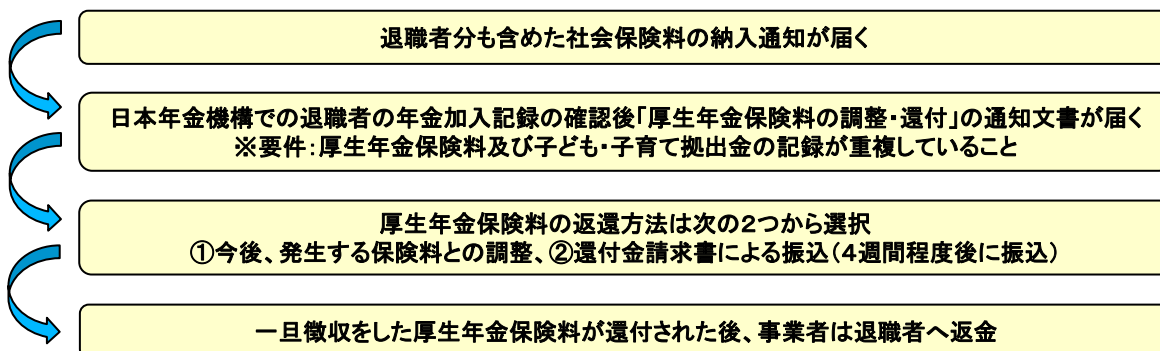 退職者分も含めた社会保険料の納入通知が届く
日本年金機構での退職者の年金加入記録の確認後「厚生年金保険料の調整・還付」の通知文書が届く
※要件：厚生年金保険料及び子ども・子育て拠出金の記録が重複していること
厚生年金保険料の返還方法は次の２つから選択
①今後、発生する保険料との調整、②還付金請求書による振込（４週間程度後に振込）
一旦徴収をした厚生年金保険料が還付された後、事業者は退職者へ返金